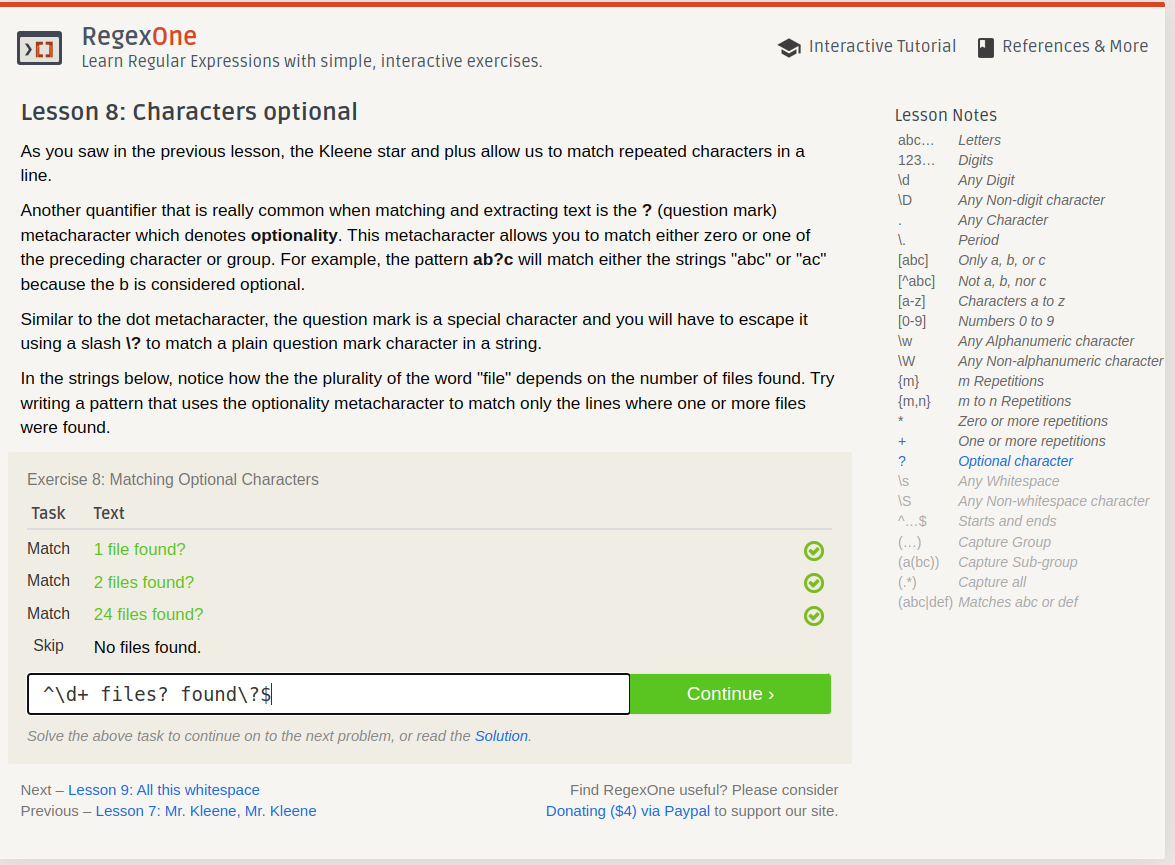 RegexOne
Learn Regular Expressions with simple, interactive exercises.
Interactive Tutorial
References & More
Lesson 8: Characters optional
As you saw in the previous lesson, the Kleene star and plus allow us to match repeated characters in a
line.
Another quantifier that is really common when matching and extracting text is the ? (question mark)
metacharacter which denotes optionality. This metacharacter allows you to match either zero or one of
the preceding character or group. For example, the pattern ab?c will match either the strings "abc" or "ac"
because the b is considered optional.
Similar to the dot metacharacter, the question mark is a special character and you will have to escape it
using a slash \? to match a plain question mark character in a string.
In the strings below, notice how the the plurality of the word "file" depends on the number of files found. Try
writing a pattern that uses the optionality metacharacter to match only the lines where one or more files
were found.
Exercise 8: Matching Optional Characters
Task Text
Match 1 file found?
Match 2 files found?
Match 24 files found?
Skip No files found.
^\d+ files? found\?$
Continue ›
Solve the above task to continue on to the next problem, or read the Solution.
Next – Lesson 9: All this whitespace
Previous – Lesson 7: Mr. Kleene, Mr. Kleene
Find RegexOne useful? Please consider
Donating ($4) via Paypal to support our site.
Lesson Notes
abc… Letters
123… Digits
\d Any Digit
\D Any Non-digit character
. Any Character
\. Period
[abc] Only a, b, or c
[^abc] Not a, b, nor c
[a-z] Characters a to z
[0-9] Numbers 0 to 9
\w Any Alphanumeric character
\W Any Non-alphanumeric character
{m} m Repetitions
{m,n} m to n Repetitions
* Zero or more repetitions
+ One or more repetitions
? Optional character
\s Any Whitespace
\S Any Non-whitespace character
^…$ Starts and ends
(…) Capture Group
(a(bc)) Capture Sub-group
(.*) Capture all
(abc|def) Matches abc or def